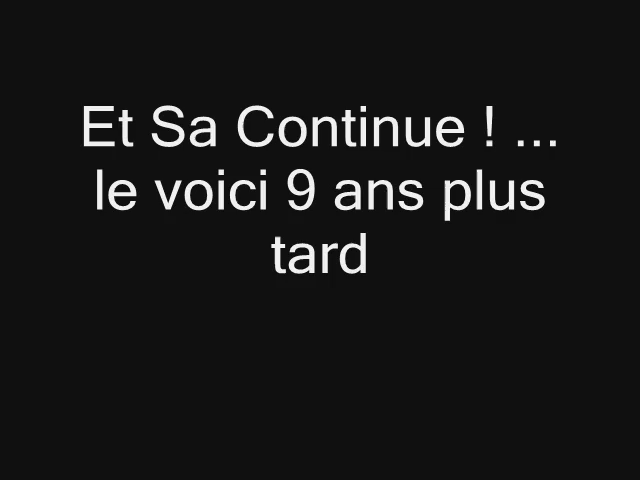 Et Sa Continue ! ...
le voici 9 ans plus
tard